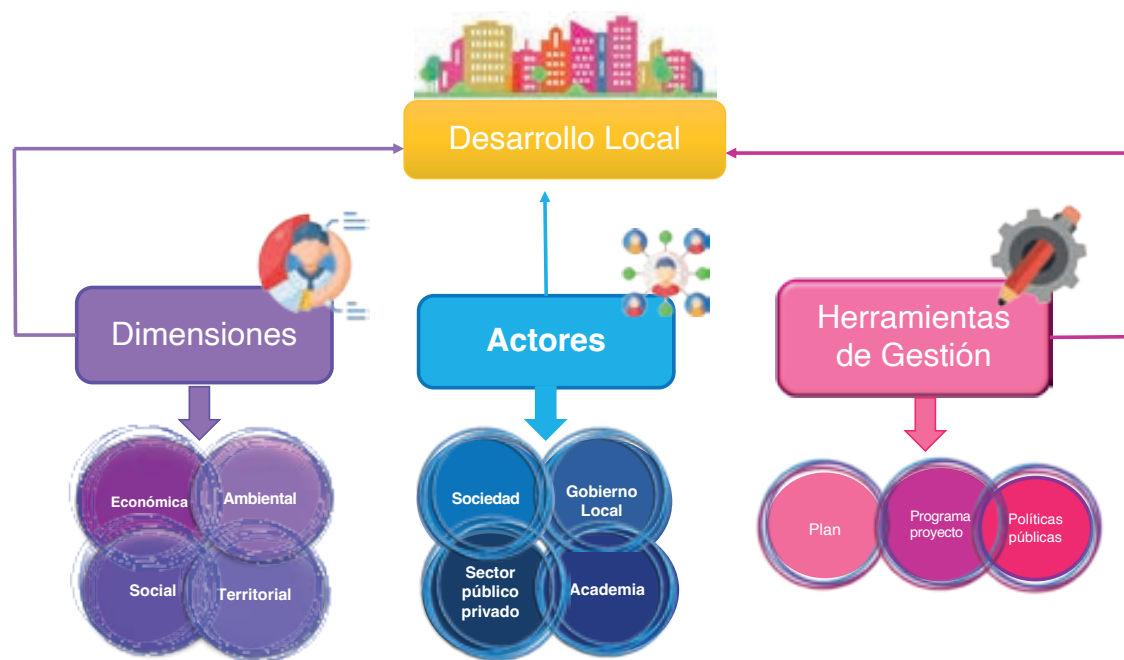 Desarrollo Local
Dimensiones
Actores
Herramientas
de Gestión
Económica
Ambiental
Social
Territorial
Sociedad
Gobierno
Local
Sector
público
privado
Academia
Plan
Programa
proyecto
Políticas
públicas